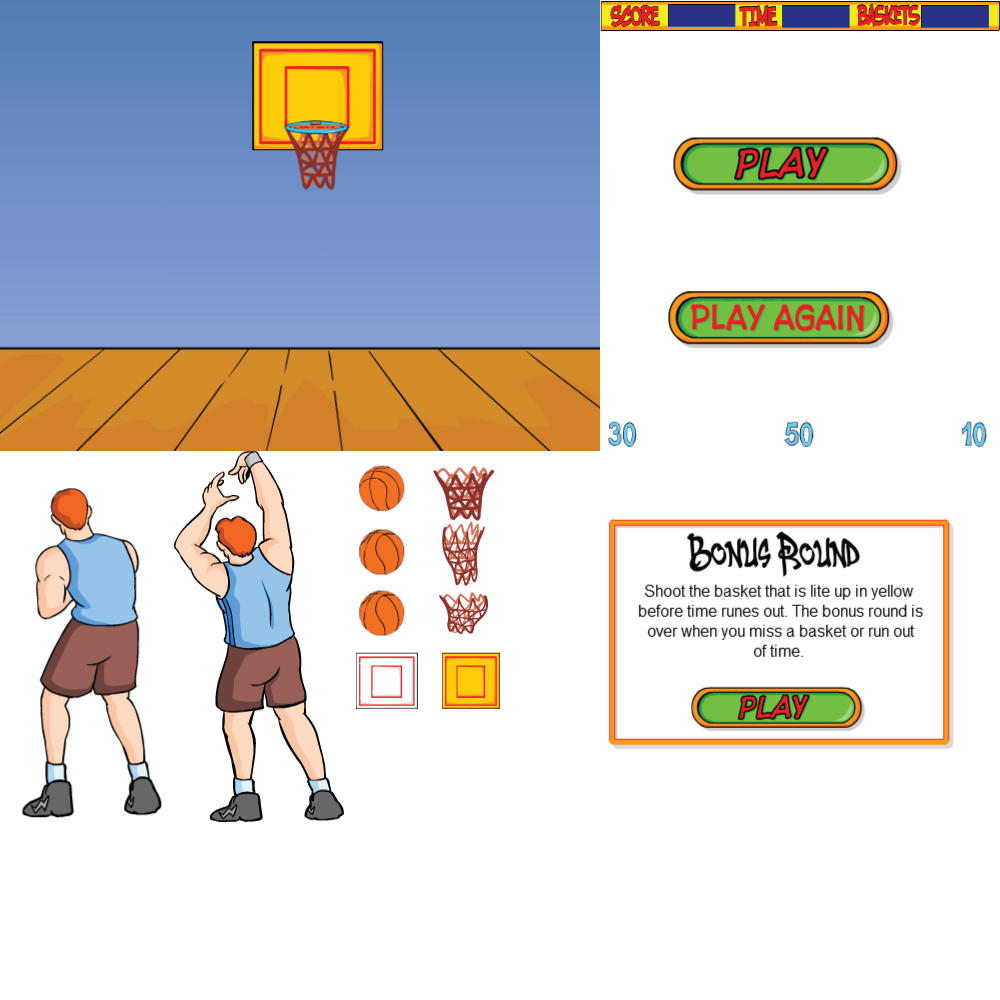 SCORE TIME BASKETS
PLAY
PLAY AGAIN
30 50 10
BONUS ROUND
Shoot the basket that is lite up in yellow
before time runes out. The bonus round is
over when you miss a basket or run out
of time.
PLAY